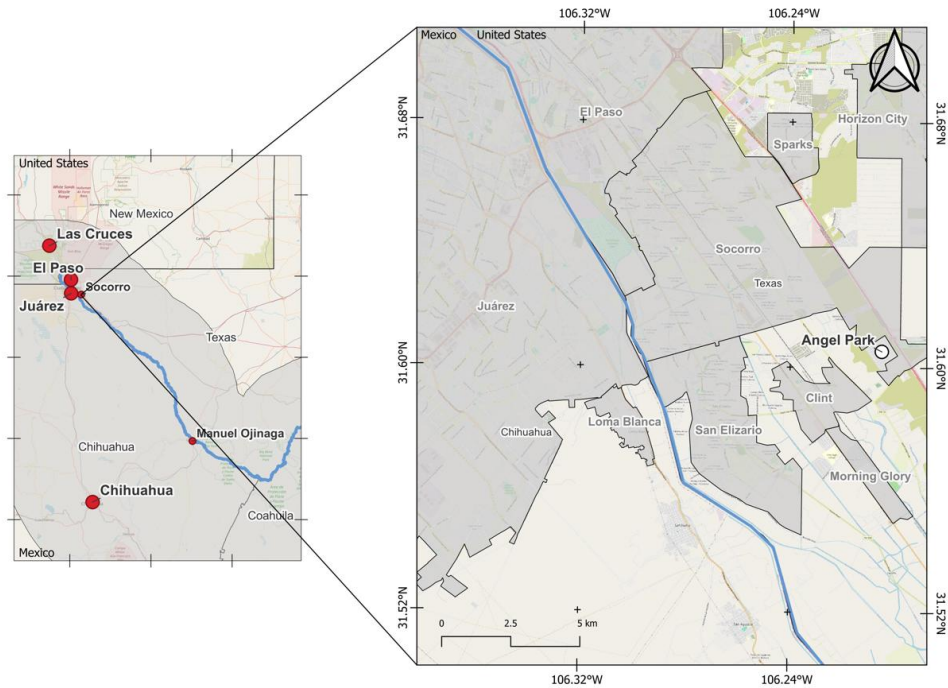 106.32°W
106.24°W
Mexico
United States
31.68°N
31.68°N
El Paso
Horizon City
Sparks
United States
New Mexico
Las Cruces
El Paso
Socorro
Juárez
Texas
Manuel Ojinaga
Chihuahua
Chihuahua
Coahuila
Mexico
Socorro
Texas
Juárez
Angel Park
31.60°N
31.60°N
Clint
Chihuahua
Loma Blanca
San Elizario
Morning Glory
31.52°N
31.52°N
0
2.5
5 km
106.32°W
106.24°W